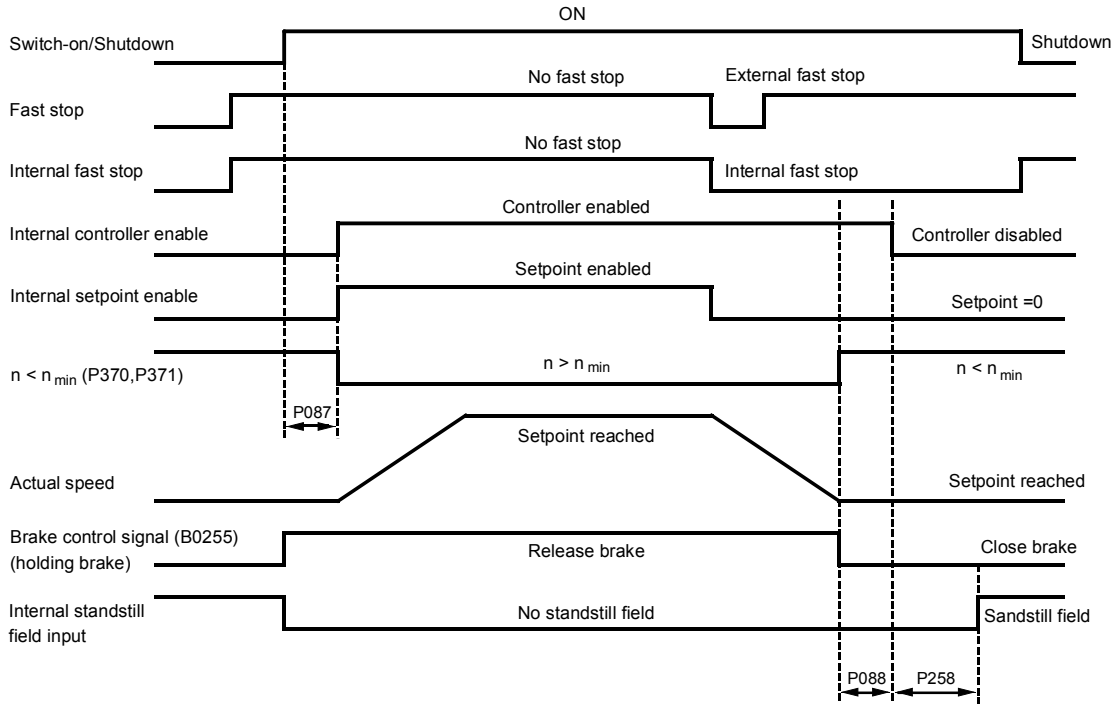 ON
Switch-on/Shutdown
Shutdown
No fast stop
External fast stop
Fast stop
No fast stop
Internal fast stop
Internal fast stop
Controller enabled
Internal controller enable
Controller disabled
Setpoint enabled
Internal setpoint enable
Setpoint =0
n < n min (P370,P371)
n > n min
n < n min
P087
Setpoint reached
Actual speed
Setpoint reached
Brake control signal (B0255)
(holding brake)
Release brake
Close brake
Internal standstill
field input
No standstill field
Sandstill field
P088
P258